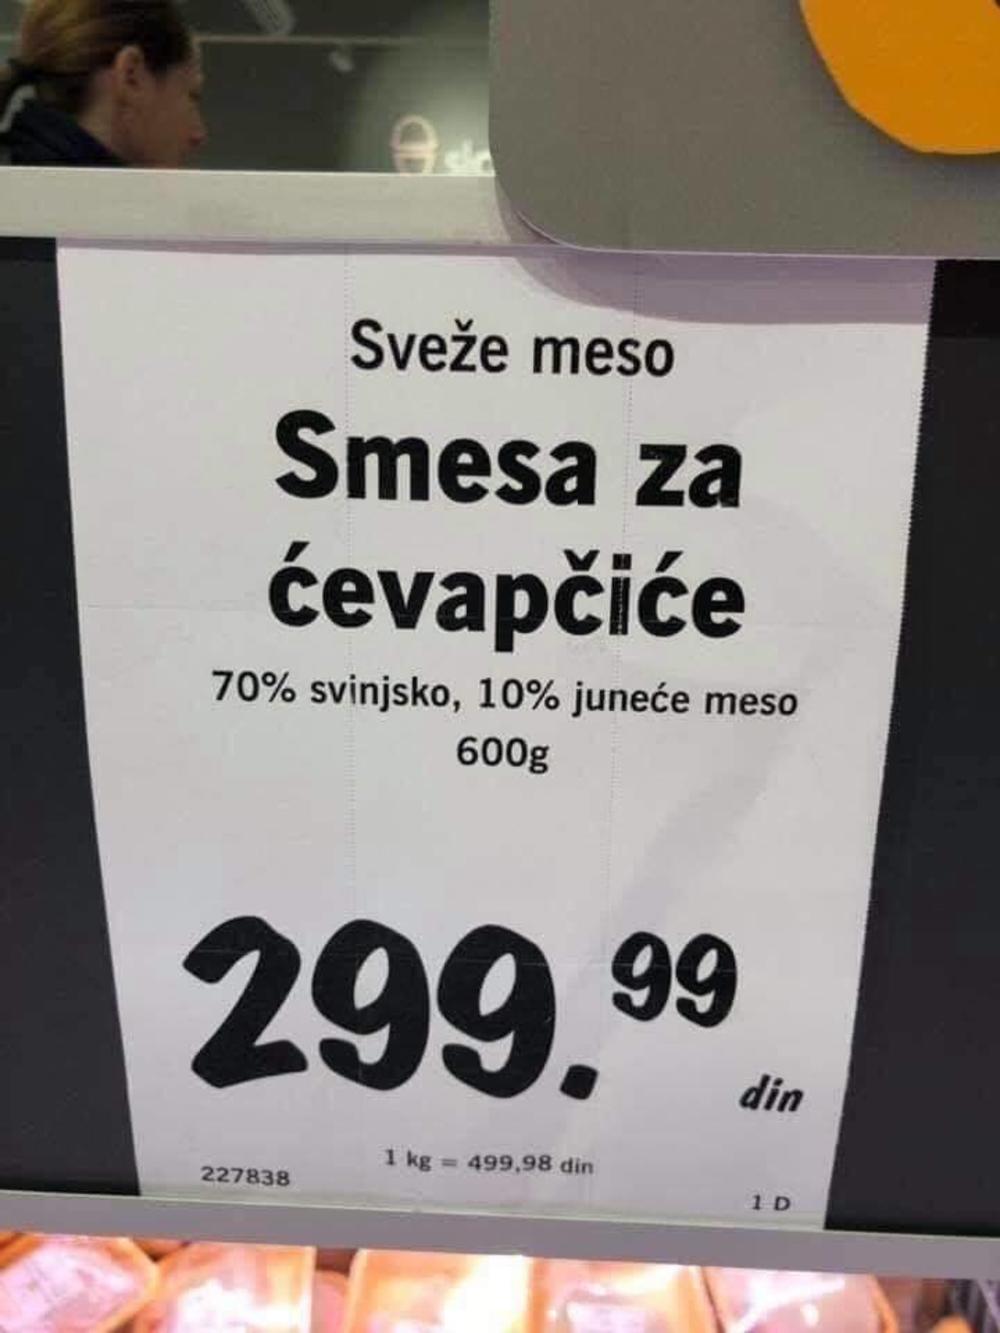 Sveže meso
Smesa za
ćevapčiće
70% svinjsko, 10% juneće meso
600g
299.99
din
1 kg = 499,98 din
227838
1 D